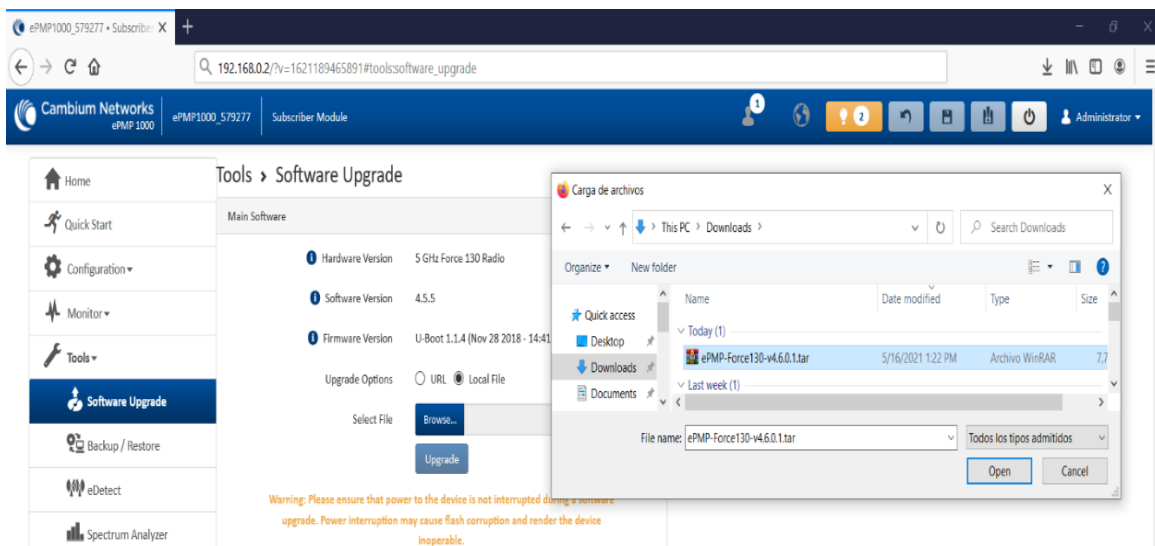 ePMP1000_579277 • Subscriber
192.168.0.2/?v=1621189465891#tools:software_upgrade
Cambium Networks
ePMP 1000
ePMP1000_579277
Subscriber Module
1
2
Administrator
Home
Quick Start
Configuration
Monitor
Tools
Software Upgrade
Backup / Restore
eDetect
Spectrum Analyzer
Tools > Software Upgrade
Main Software
Hardware Version 5 GHz Force 130 Radio
Software Version 4.5.5
Firmware Version U-Boot 1.1.4 (Nov 28 2018 - 14:41
Upgrade Options URL Local File
Select File Browse...
Upgrade
Warning: Please ensure that power to the device is not interrupted during a software
upgrade. Power interruption may cause flash corruption and render the device
inoperable.
Carga de archivos
This PC > Downloads >
Search Downloads
Organize New folder
Quick access
Desktop
Downloads
Documents
Name Date modified Type Size
Today (1)
ePMP-Force130-v4.6.0.1.tar 5/16/2021 1:22 PM Archivo WinRAR 7,7
Last week (1)
File name: ePMP-Force130-v4.6.0.1.tar Todos los tipos admitidos
Open Cancel